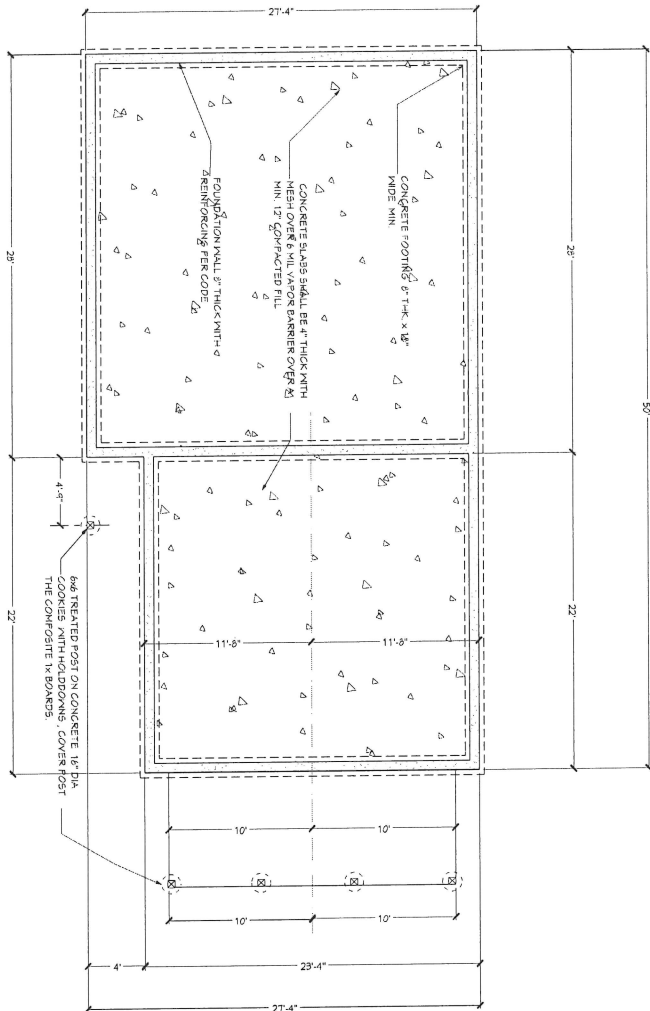 27'-4"
50'
28'
28'
CONCRETE FOOTING 8" THK. x 18"
WIDE MIN.
CONCRETE SLABS SHALL BE 4" THICK WITH
MESH OVER 6 MIL VAPOR BARRIER OVER A
MIN. 12" COMPACTED FILL
FOUNDATION WALL 8" THICK WITH
REINFORCING PER CODE
4'-9"
22'
22'
11'-8"
11'-8"
6x6 TREATED POST ON CONCRETE 16" DIA
COOKIES WITH HOLDDOWNS, COVER POST
THE COMPOSITE 1x BOARDS.
10'
10'
10'
10'
4'
23'-4"
27'-4"